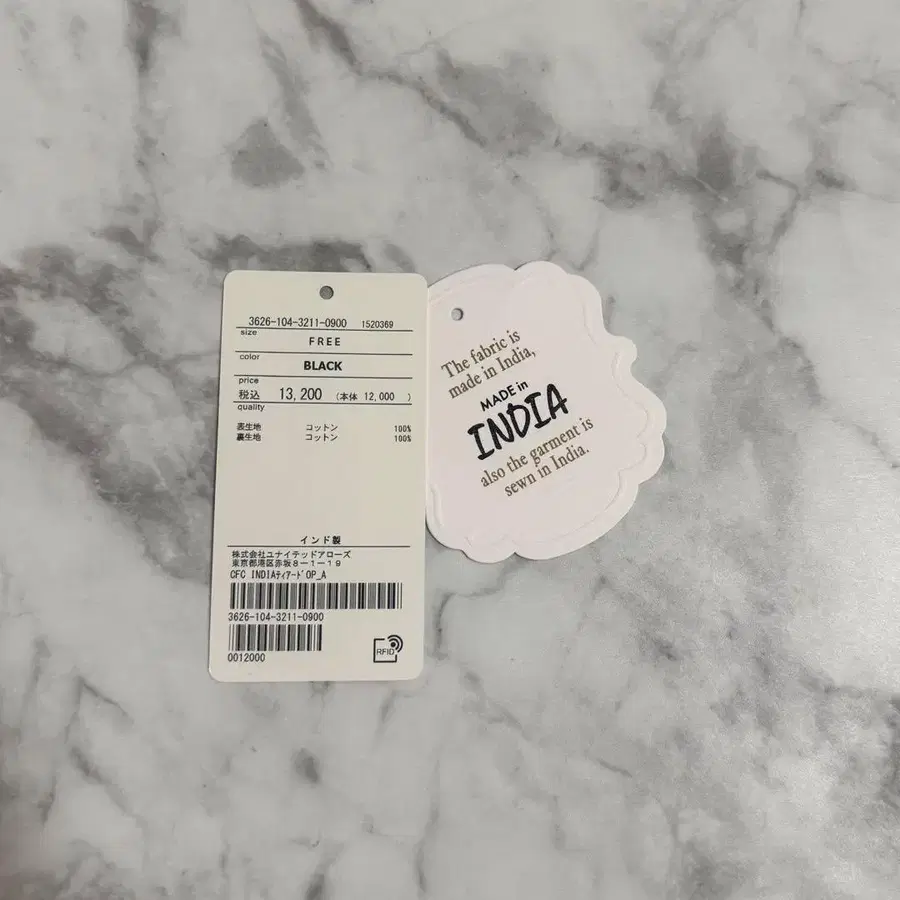 3626-104-3211-0900 1520369
size
FREE
color
BLACK
price
税込 13,200 (本体 12,000 )
quality
表生地 コットン 100%
裏生地 コットン 100%
インド製
株式会社ユナイテッドアローズ
東京都港区赤坂8-1-19
CFC INDIAティアードOP_A
3626-104-3211-0900
0012000
RFID
The fabric is
made in India,
MADE in
INDIA
also the garment is
sewn in India.